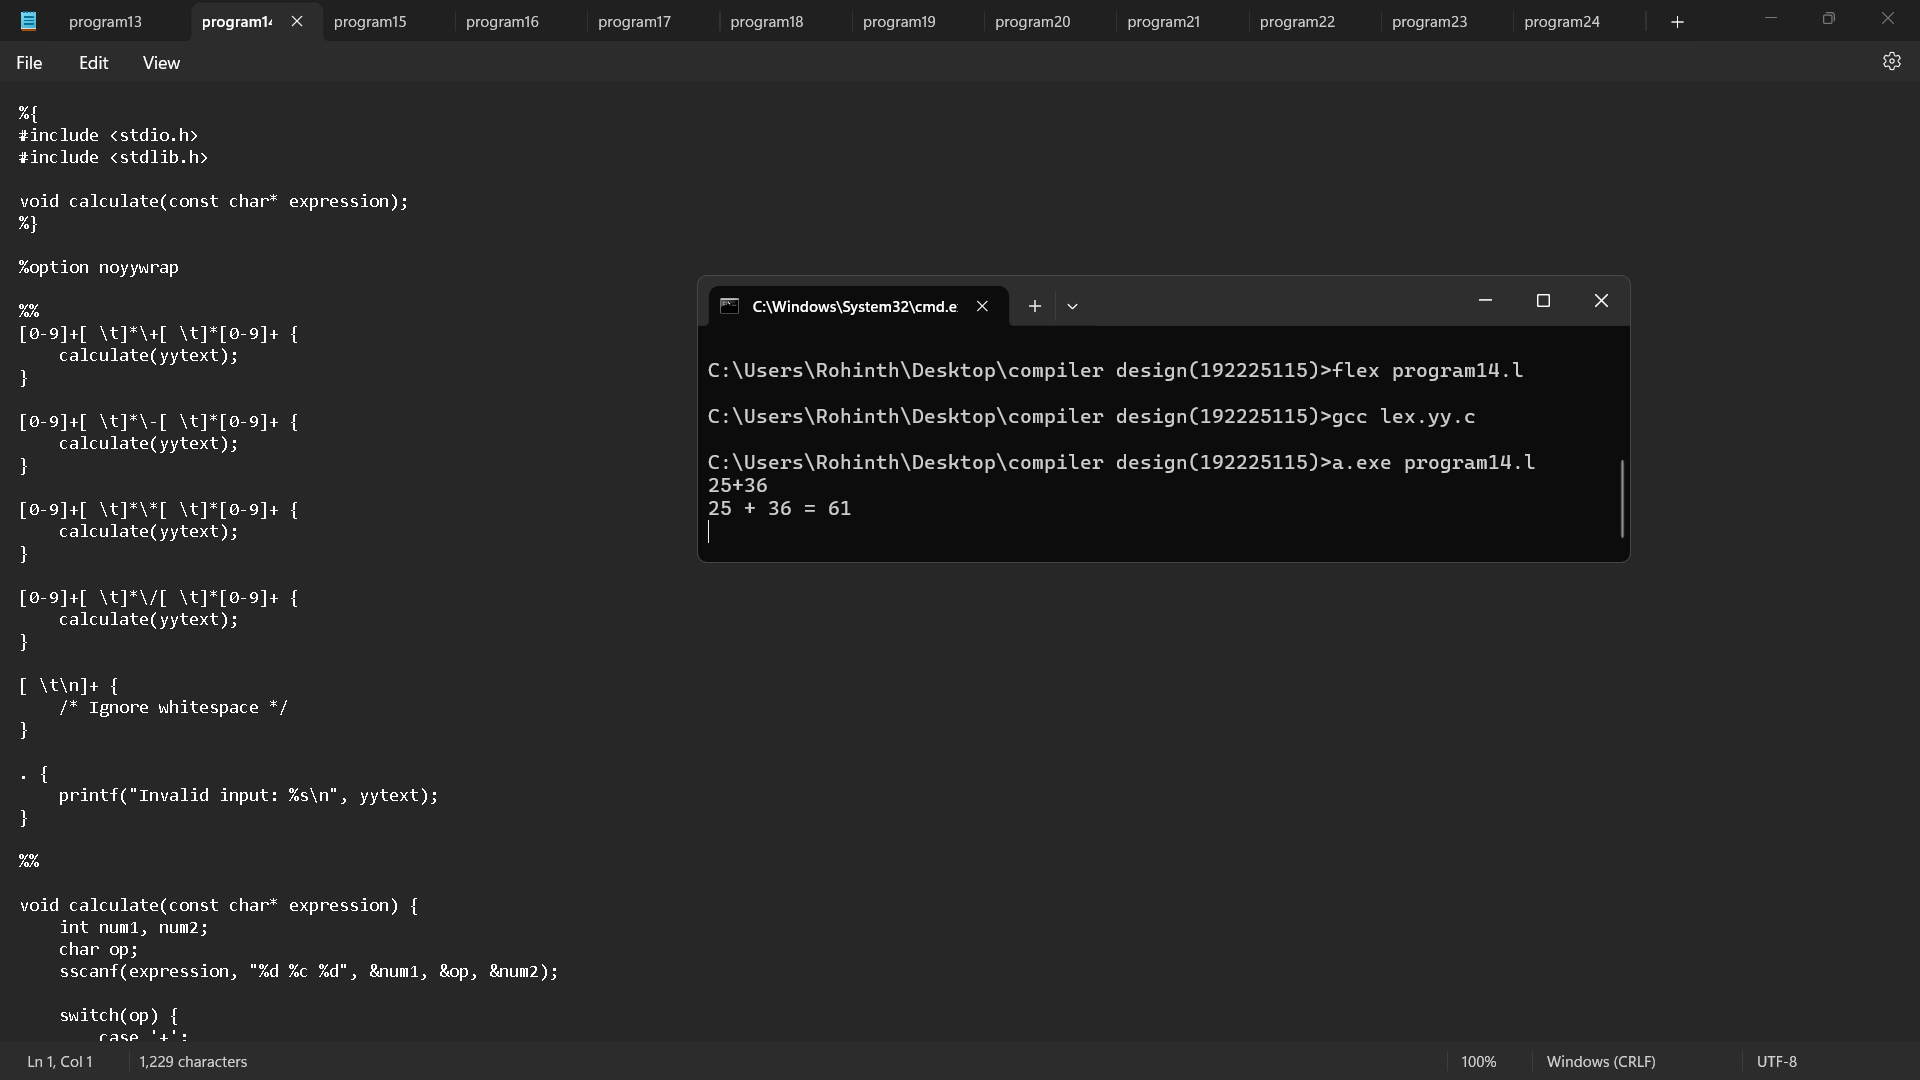 program13
program14
program15
program16
program17
program18
program19
program20
program21
program22
program23
program24
File Edit View
%{
#include <stdio.h>
#include <stdlib.h>
void calculate(const char* expression);
%}
%option noyywrap
%%
[0-9]+[ \t]*\+[ \t]*[0-9]+ {
    calculate(yytext);
}
[0-9]+[ \t]*\-[ \t]*[0-9]+ {
    calculate(yytext);
}
[0-9]+[ \t]*\*[ \t]*[0-9]+ {
    calculate(yytext);
}
[0-9]+[ \t]*\/[ \t]*[0-9]+ {
    calculate(yytext);
}
[ \t\n]+ {
    /* Ignore whitespace */
}
. {
    printf("Invalid input: %s\n", yytext);
}
%%
void calculate(const char* expression) {
    int num1, num2;
    char op;
    sscanf(expression, "%d %c %d", &num1, &op, &num2);
    switch(op) {
        case '+':
C:\Windows\System32\cmd.e
C:\Users\Rohinth\Desktop\compiler design(192225115)>flex program14.l
C:\Users\Rohinth\Desktop\compiler design(192225115)>gcc lex.yy.c
C:\Users\Rohinth\Desktop\compiler design(192225115)>a.exe program14.l
25+36
25 + 36 = 61
Ln 1, Col 1
1,229 characters
100%
Windows (CRLF)
UTF-8